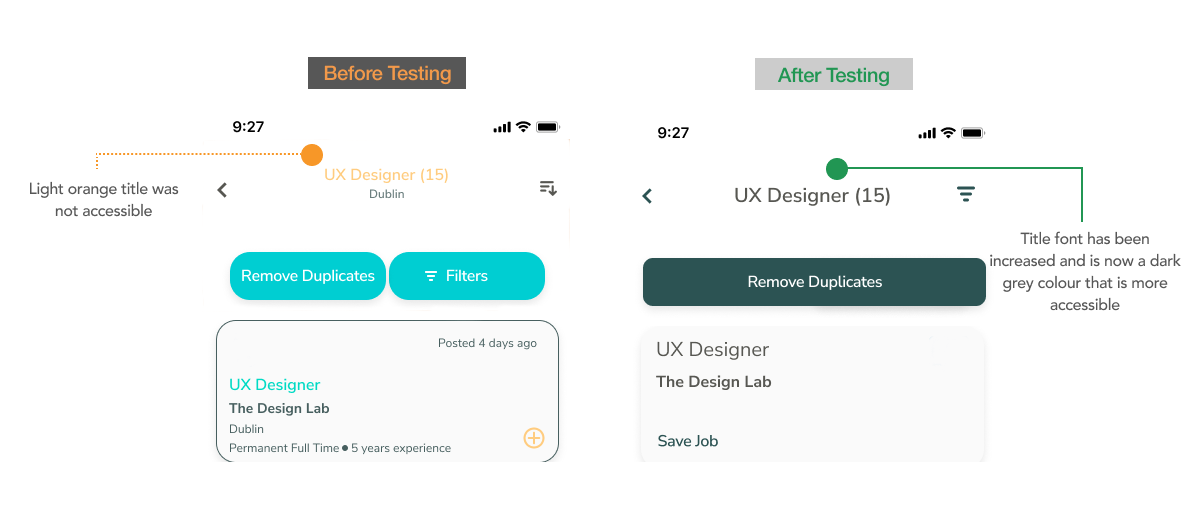 Before Testing
9:27
Light orange title was
not accessible
UX Designer (15)
Dublin
Remove Duplicates
Filters
Posted 4 days ago
UX Designer
The Design Lab
Dublin
Permanent Full Time • 5 years experience
After Testing
9:27
UX Designer (15)
Title font has been
increased and is now a dark
grey colour that is more
accessible
Remove Duplicates
UX Designer
The Design Lab
Save Job